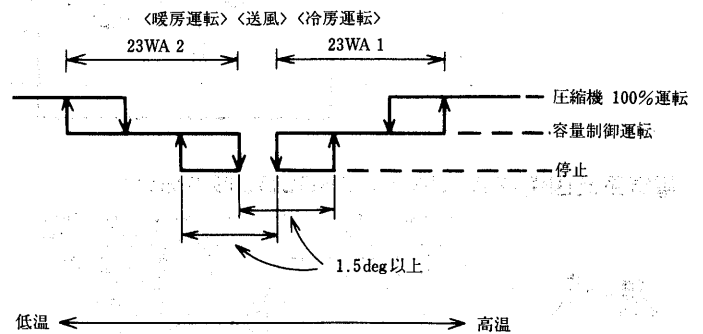 〈暖房運転〉〈送風〉〈冷房運転〉
23WA 2
23WA 1
圧縮機 100%運転
容量制御運転
停止
1.5deg以上
低温
高温